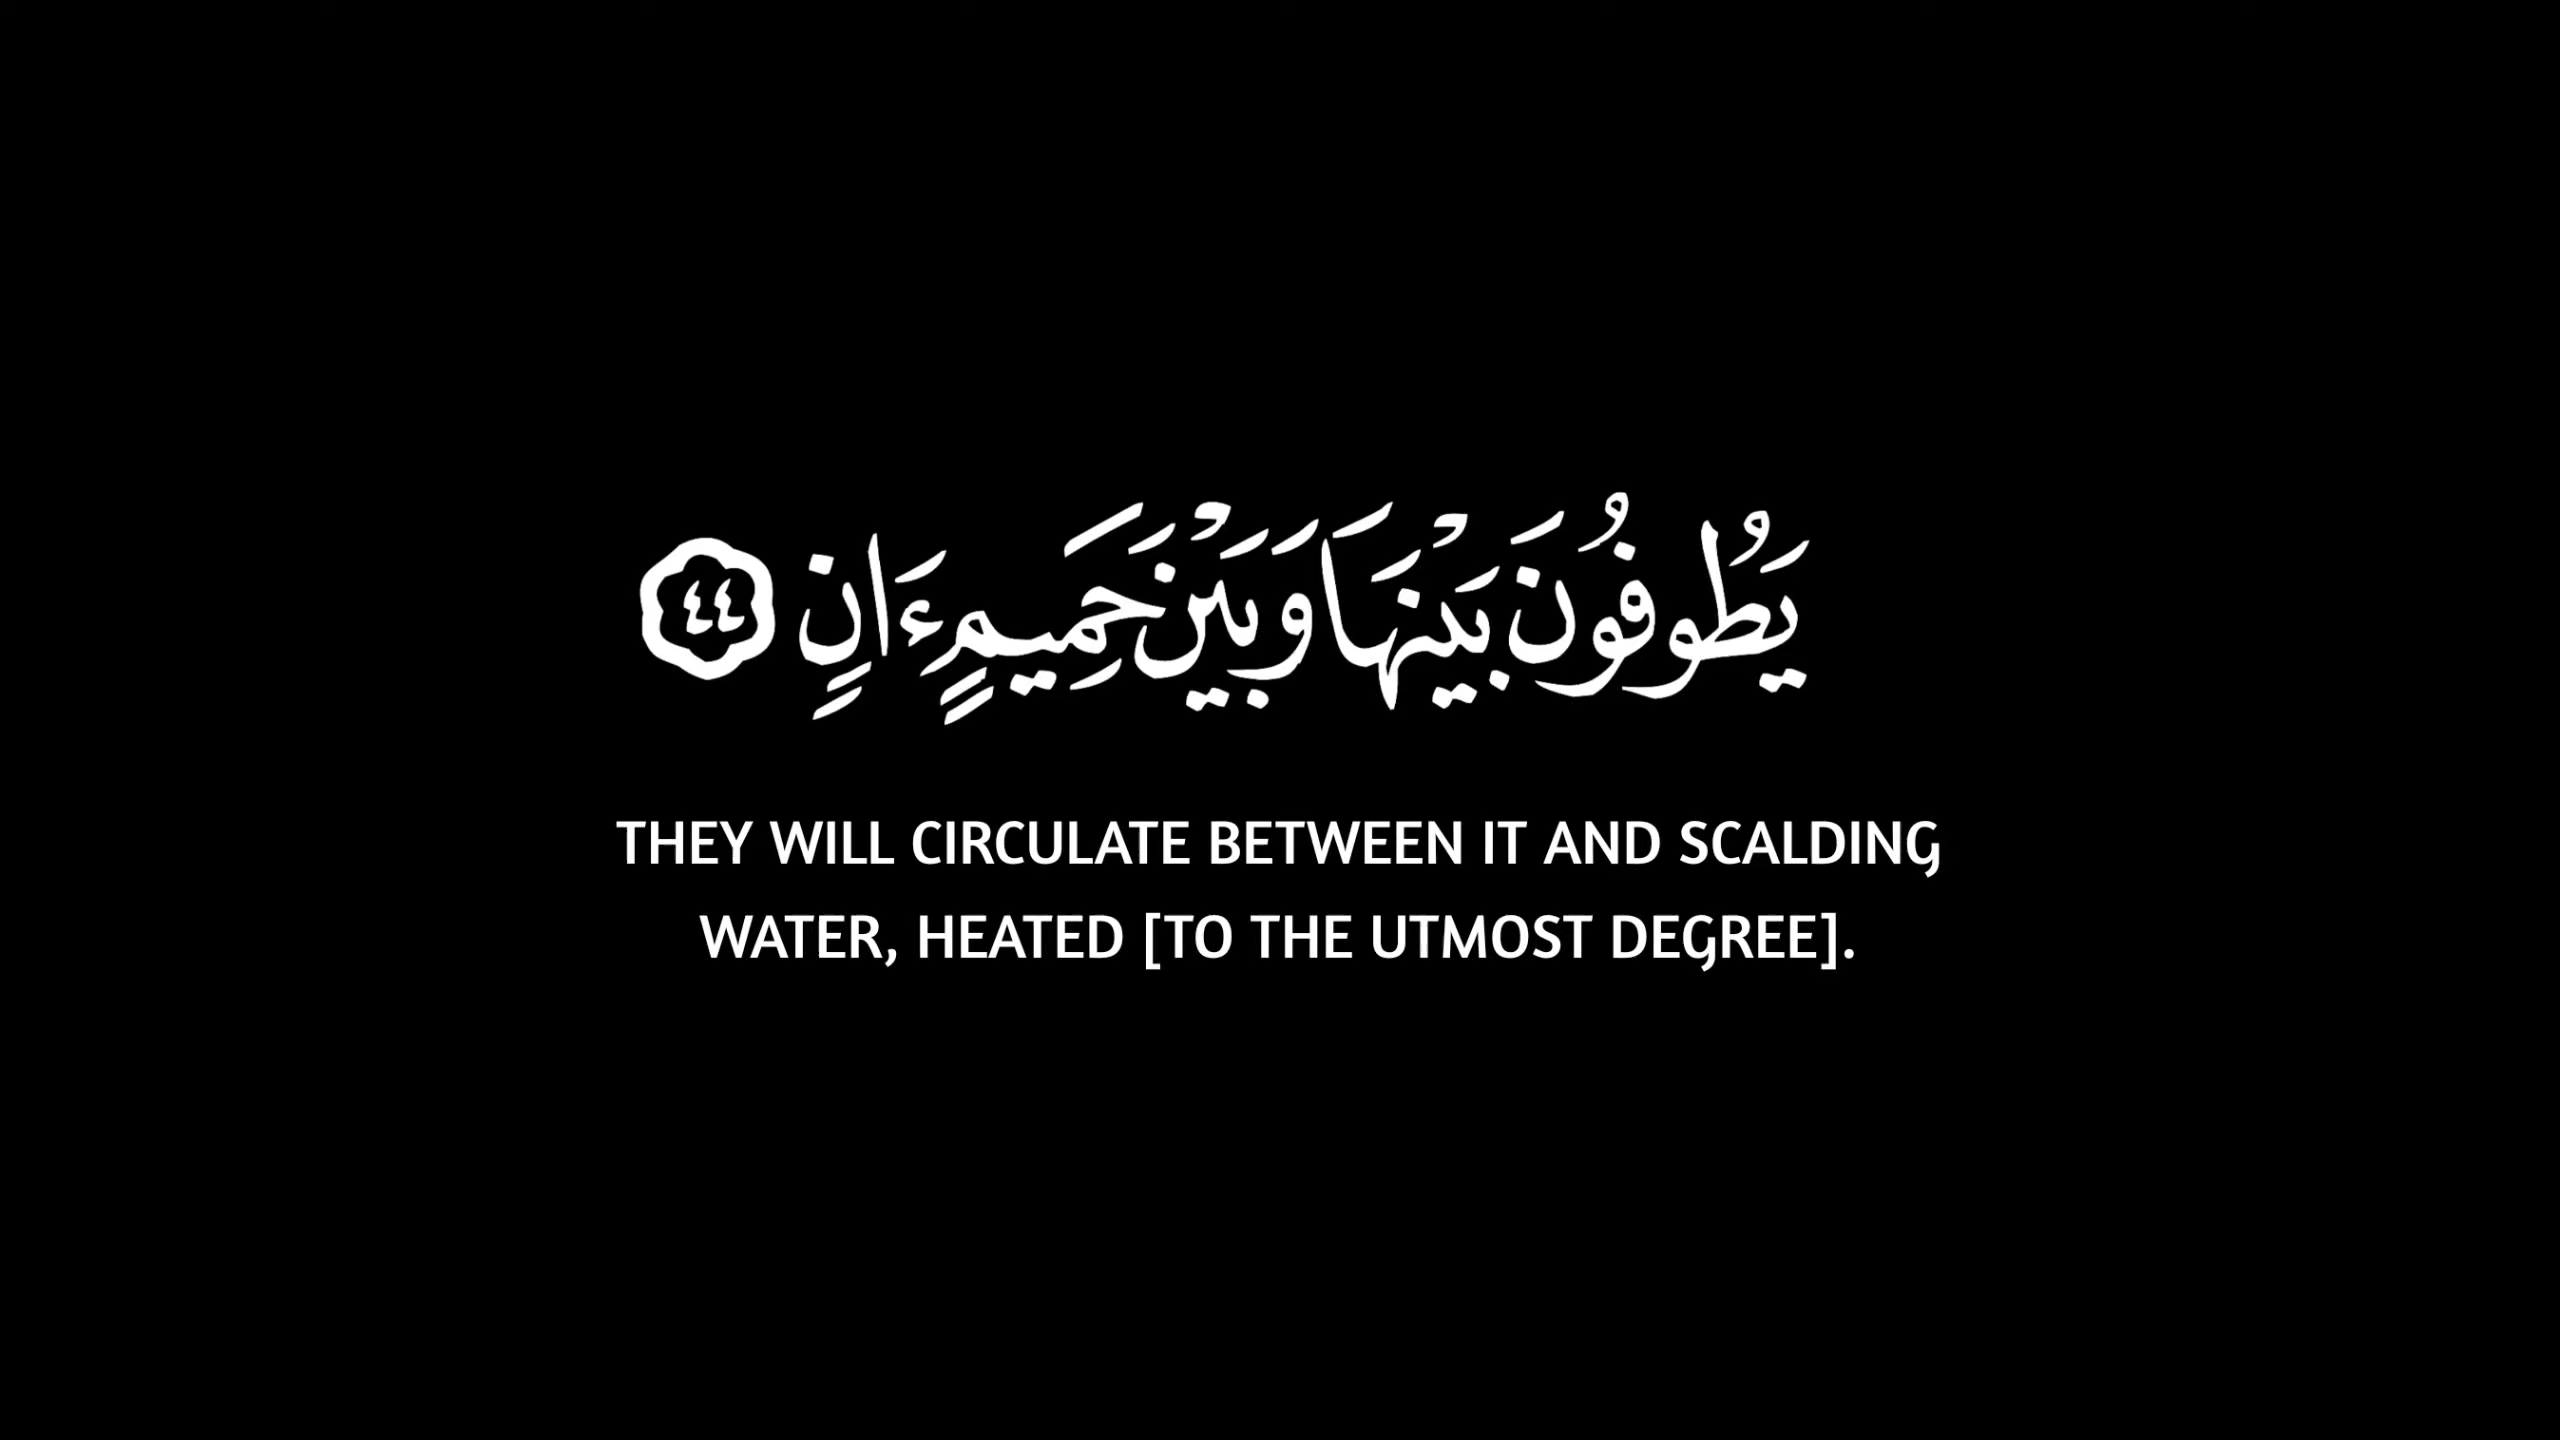 يَطُوفُونَ بَيْنَهَا وَبَيْنَ حَمِيمٍ ءَانٍ ٤٤
THEY WILL CIRCULATE BETWEEN IT AND SCALDING
WATER, HEATED [TO THE UTMOST DEGREE].